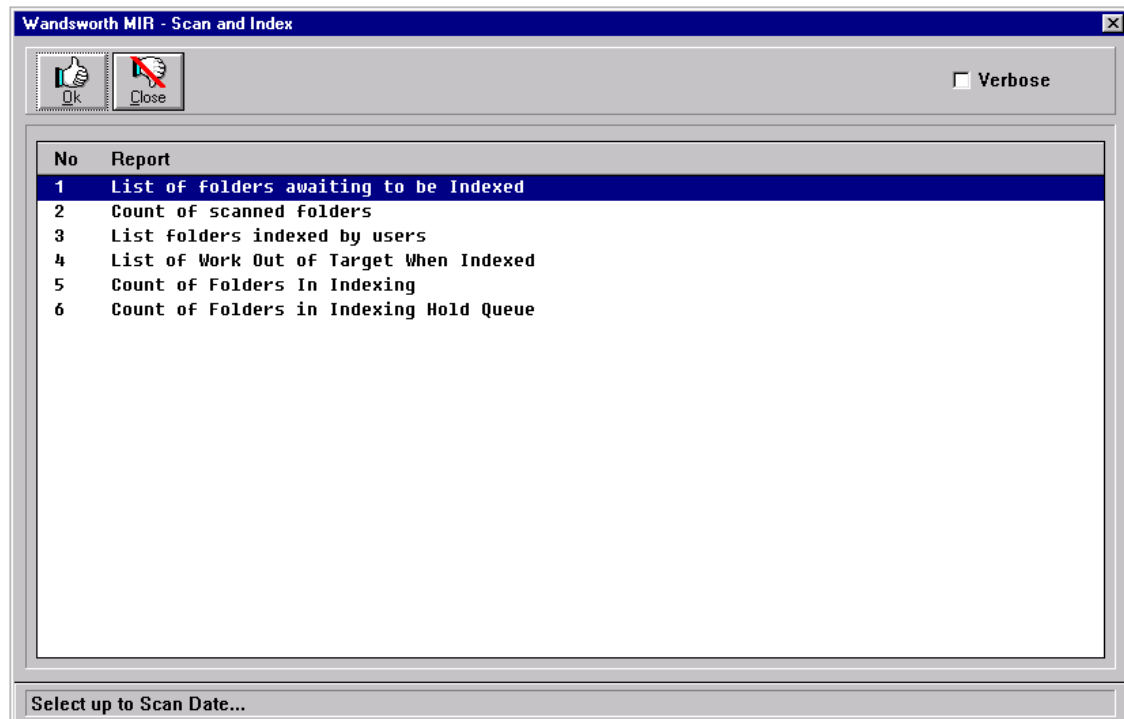 Wandsworth MIR - Scan and Index
Ok Close
Verbose
No Report
1 List of folders awaiting to be Indexed
2 Count of scanned folders
3 List folders indexed by users
4 List of Work Out of Target When Indexed
5 Count of Folders In Indexing
6 Count of Folders in Indexing Hold Queue
Select up to Scan Date...